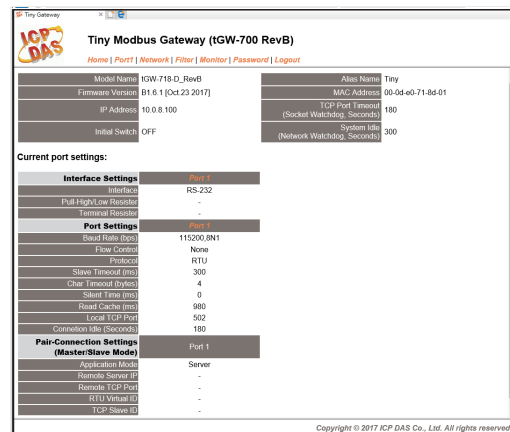 Tiny Gateway
ICP DAS
Tiny Modbus Gateway (tGW-700 RevB)
Home | Port1 | Network | Filter | Monitor | Password | Logout
Model Name tGW-718-D_RevB Alias Name Tiny
Firmware Version B1.6.1 [Oct.23 2017] MAC Address 00-0d-e0-71-8d-01
IP Address 10.0.8.100 TCP Port Timeout (Socket Watchdog, Seconds) 180
Initial Switch OFF System Idle (Network Watchdog, Seconds) 300
Current port settings:
Interface Settings Port 1
Interface RS-232
Pull-High/Low Resister -
Terminal Resister -
Port Settings Port 1
Baud Rate (bps) 115200,8N1
Flow Control None
Protocol RTU
Slave Timeout (ms) 300
Char Timeout (bytes) 4
Silent Time (ms) 0
Read Cache (ms) 980
Local TCP Port 502
Connetion Idle (Seconds) 180
Pair-Connection Settings (Master/Slave Mode) Port 1
Application Mode Server
Remote Server IP -
Remote TCP Port -
RTU Virtual ID -
TCP Slave ID -
Copyright © 2017 ICP DAS Co., Ltd. All rights reserved